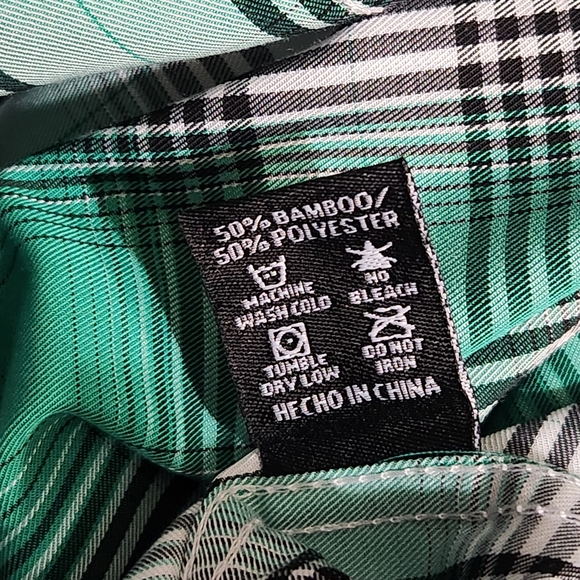 50% BAMBOO/
50% POLYESTER
MACHINE
WASH COLD
NO
BLEACH
TUMBLE
DRY LOW
DO NOT
IRON
HECHO IN CHINA